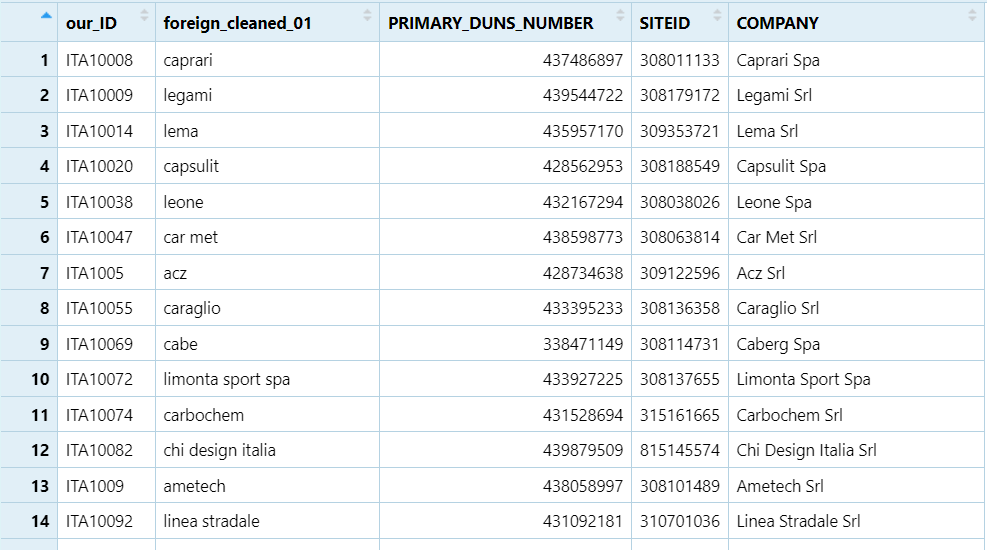 our_ID foreign_cleaned_01 PRIMARY_DUNS_NUMBER SITEID COMPANY
1 ITA10008 caprari 437486897 308011133 Caprari Spa
2 ITA10009 legami 439544722 308179172 Legami Srl
3 ITA10014 lema 435957170 309353721 Lema Srl
4 ITA10020 capsulit 428562953 308188549 Capsulit Spa
5 ITA10038 leone 432167294 308038026 Leone Spa
6 ITA10047 car met 438598773 308063814 Car Met Srl
7 ITA1005 acz 428734638 309122596 Acz Srl
8 ITA10055 caraglio 433395233 308136358 Caraglio Srl
9 ITA10069 cabe 338471149 308114731 Caberg Spa
10 ITA10072 limonta sport spa 433927225 308137655 Limonta Sport Spa
11 ITA10074 carbochem 431528694 315161665 Carbochem Srl
12 ITA10082 chi design italia 439879509 815145574 Chi Design Italia Srl
13 ITA1009 ametech 438058997 308101489 Ametech Srl
14 ITA10092 linea stradale 431092181 310701036 Linea Stradale Srl